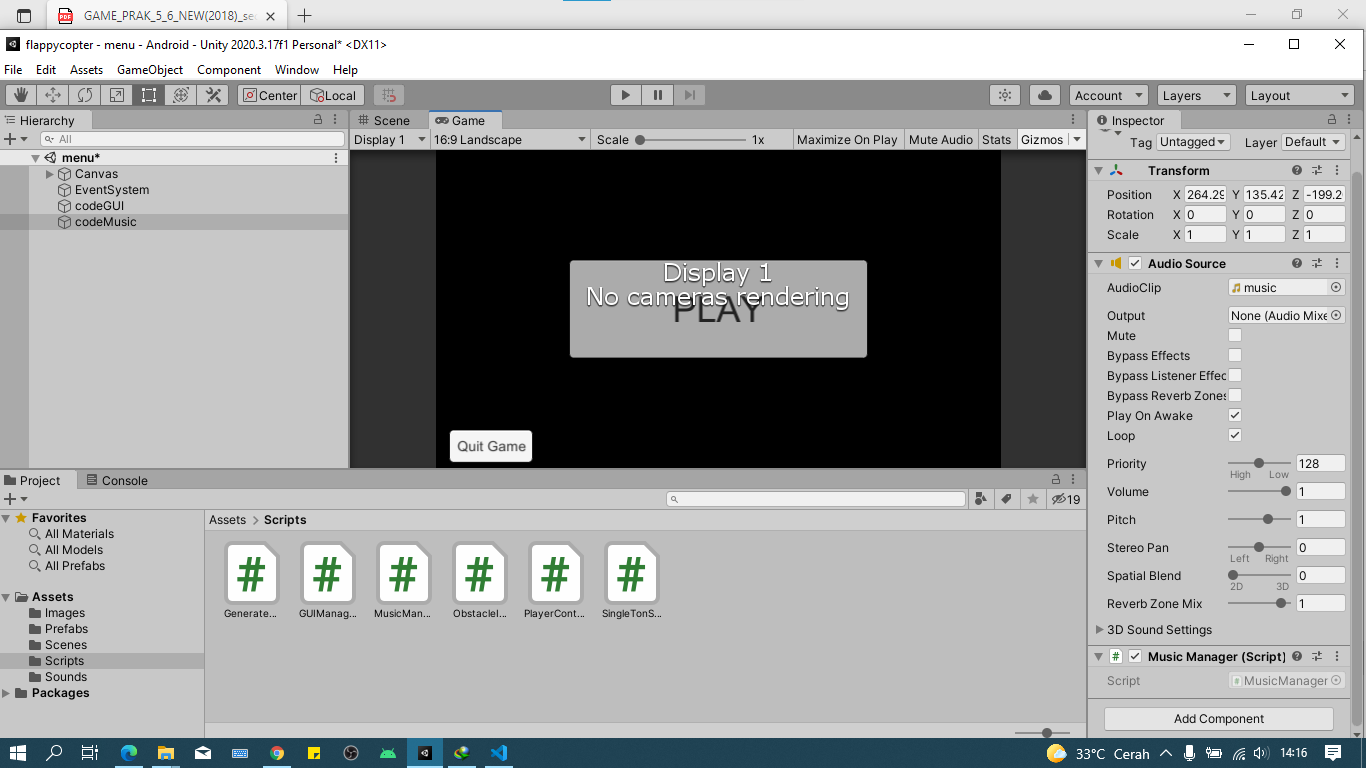 GAME_PRAK_5_6_NEW(2018)_se
flappycopter - menu - Android - Unity 2020.3.17f1 Personal* <DX11>
File Edit Assets GameObject Component Window Help
Center Local Account Layers Layout
Hierarchy
All
menu*
Canvas
EventSystem
codeGUI
codeMusic
Scene Game
Display 1 16:9 Landscape Scale 1x Maximize On Play Mute Audio Stats Gizmos
Display 1
No cameras rendering
PLAY
Quit Game
Inspector
Tag Untagged Layer Default
Transform
Position X 264.29 Y 135.42 Z -199.2
Rotation X 0 Y 0 Z 0
Scale X 1 Y 1 Z 1
Audio Source
AudioClip music
Output None (Audio Mixe
Mute
Bypass Effects
Bypass Listener Effec
Bypass Reverb Zones
Play On Awake
Loop
Priority 128
High Low
Volume 1
Pitch 1
Stereo Pan 0
Left Right
Spatial Blend 0
2D 3D
Reverb Zone Mix 1
3D Sound Settings
Music Manager (Script)
Script MusicManager
Add Component
Project Console
19
Favorites
All Materials
All Models
All Prefabs
Assets
Images
Prefabs
Scenes
Scripts
Sounds
Packages
Assets > Scripts
Generate... GUIManag... MusicMan... ObstacleI... PlayerCont... SingleTonS...
33°C Cerah 14:16